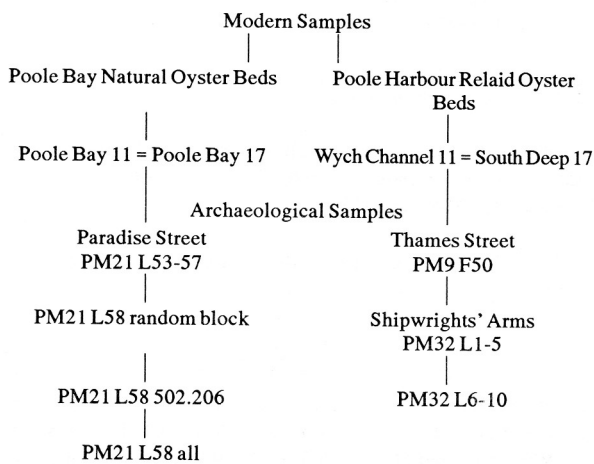 Modern Samples
Poole Bay Natural Oyster Beds
Poole Harbour Relaid Oyster
Beds
Poole Bay 11 = Poole Bay 17
Wych Channel 11 = South Deep 17
Archaeological Samples
Paradise Street
PM21 L53-57
Thames Street
PM9 F50
PM21 L58 random block
Shipwrights' Arms
PM32 L1-5
PM21 L58 502.206
PM32 L6-10
PM21 L58 all